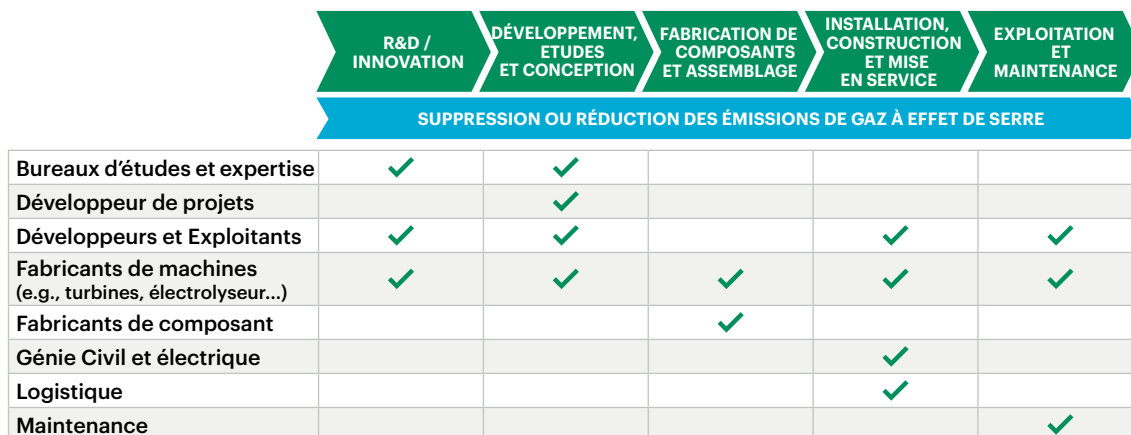 R&D /
INNOVATION
DÉVELOPPEMENT,
ETUDES
ET CONCEPTION
FABRICATION DE
COMPOSANTS
ET ASSEMBLAGE
INSTALLATION,
CONSTRUCTION
ET MISE
EN SERVICE
EXPLOITATION
ET
MAINTENANCE
SUPPRESSION OU RÉDUCTION DES ÉMISSIONS DE GAZ À EFFET DE SERRE
Bureaux d'études et expertise
Développeur de projets
Développeurs et Exploitants
Fabricants de machines
(e.g., turbines, électrolyseur...)
Fabricants de composant
Génie Civil et électrique
Logistique
Maintenance